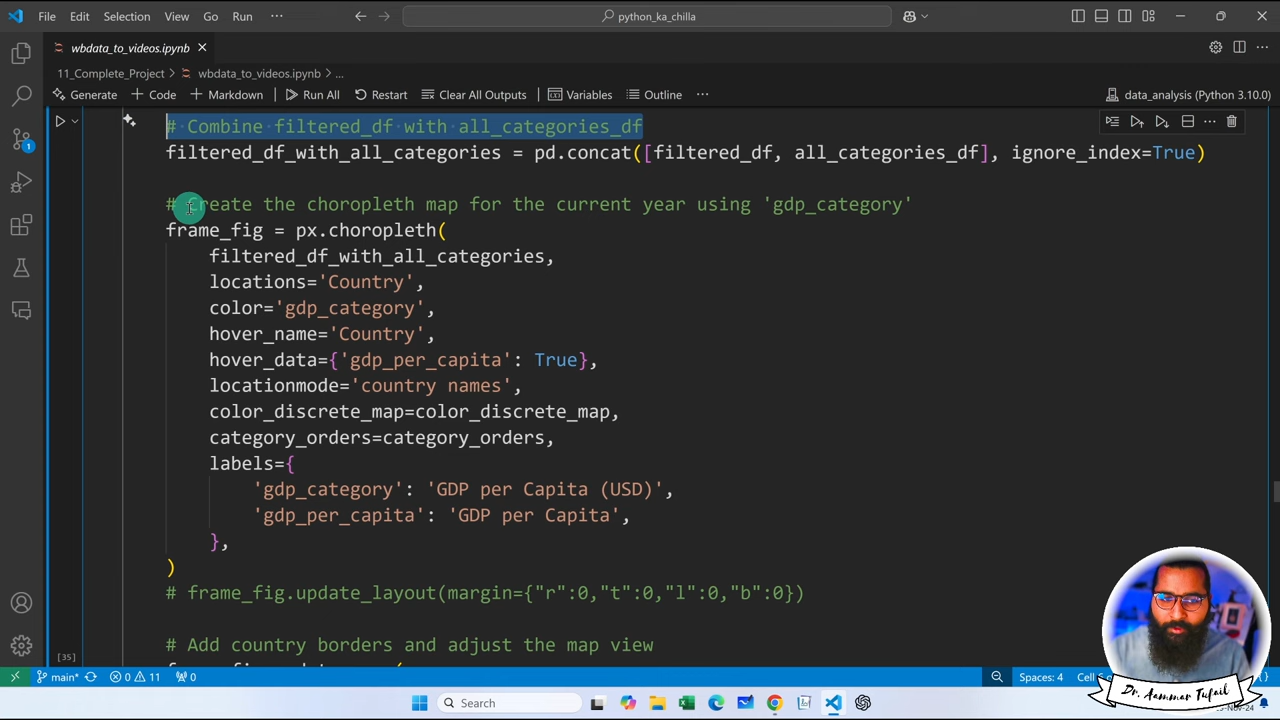 File Edit Selection View Go Run ··· python_ka_chilla
wbdata_to_videos.ipynb
11_Complete_Project > wbdata_to_videos.ipynb > ...
Generate + Code + Markdown Run All Restart Clear All Outputs Variables Outline ··· data_analysis (Python 3.10.0)
# Combine filtered_df with all_categories_df
filtered_df_with_all_categories = pd.concat([filtered_df, all_categories_df], ignore_index=True)
# Create the choropleth map for the current year using 'gdp_category'
frame_fig = px.choropleth(
filtered_df_with_all_categories,
locations='Country',
color='gdp_category',
hover_name='Country',
hover_data={'gdp_per_capita': True},
locationmode='country names',
color_discrete_map=color_discrete_map,
category_orders=category_orders,
labels={
'gdp_category': 'GDP per Capita (USD)',
'gdp_per_capita': 'GDP per Capita',
},
)
# frame_fig.update_layout(margin={"r":0,"t":0,"l":0,"b":0})
# Add country borders and adjust the map view
[35]
main* 0 11 0 Spaces: 4
Search
Dr. Aammar Tufail